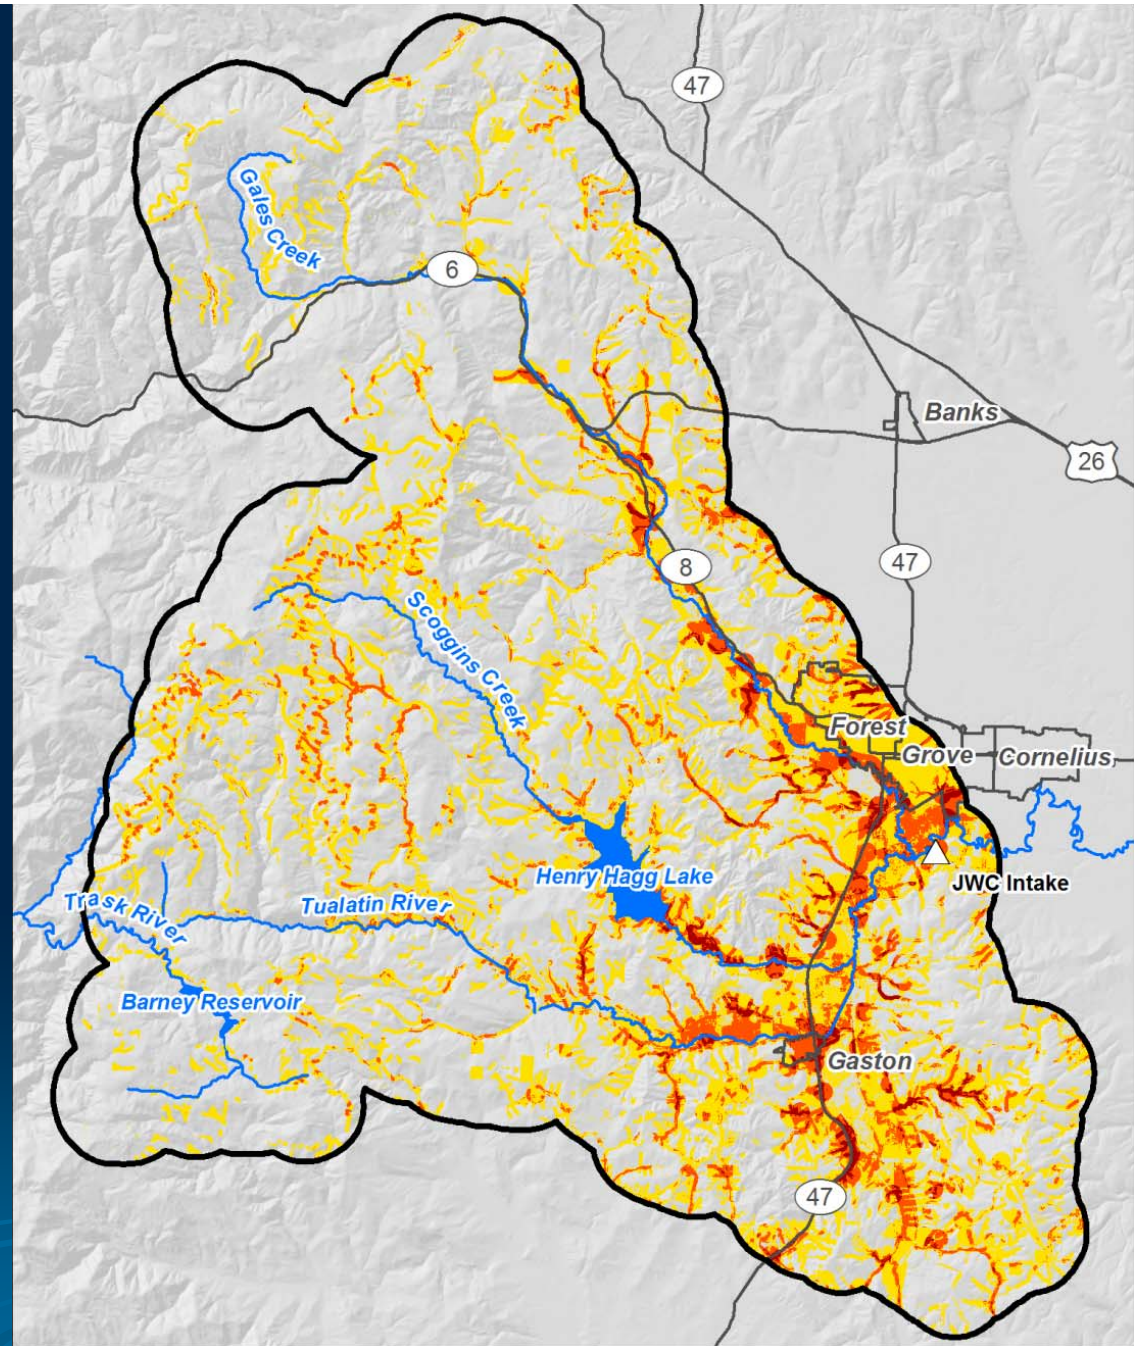 47
Gales Creek
6
Banks
26
47
8
Scoggins Creek
Forest
Grove
Cornelius
Henry Hagg Lake
JWC Intake
Tualatin River
Trask River
Barney Reservoir
Gaston
47